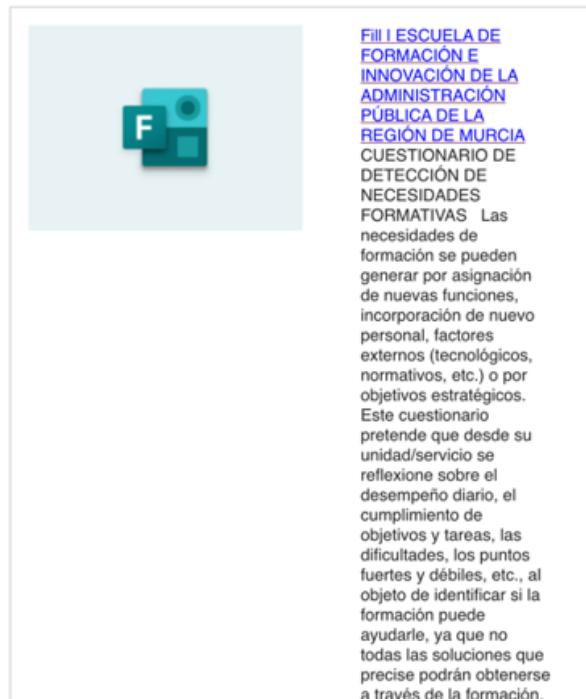 F
Fill | ESCUELA DE
FORMACIÓN E
INNOVACIÓN DE LA
ADMINISTRACIÓN
PÚBLICA DE LA
REGIÓN DE MURCIA
CUESTIONARIO DE
DETECCIÓN DE
NECESIDADES
FORMATIVAS   Las
necesidades de
formación se pueden
generar por asignación
de nuevas funciones,
incorporación de nuevo
personal, factores
externos (tecnológicos,
normativos, etc.) o por
objetivos estratégicos.
Este cuestionario
pretende que desde su
unidad/servicio se
reflexione sobre el
desempeño diario, el
cumplimiento de
objetivos y tareas, las
dificultades, los puntos
fuertes y débiles, etc., al
objeto de identificar si la
formación puede
ayudarle, ya que no
todas las soluciones que
precise podrán obtenerse
a través de la formación.